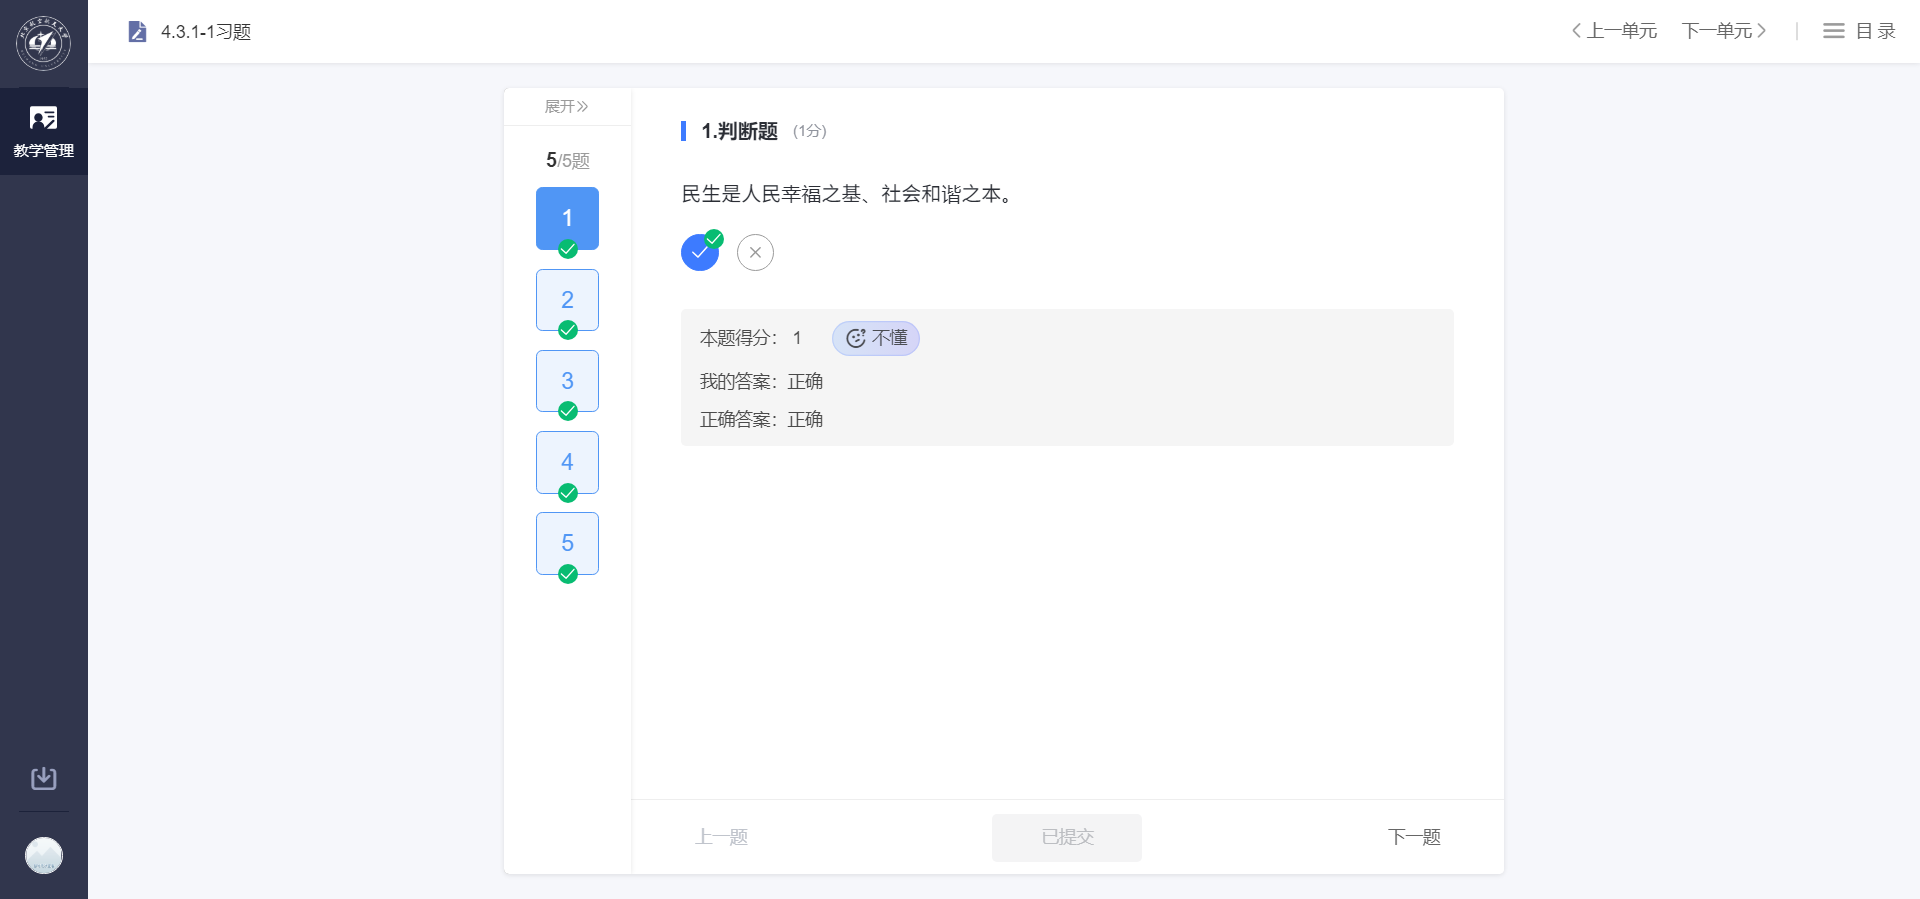 4.3.1-1习题
上一单元
下一单元
目录
教学管理
展开
5/5题
1
2
3
4
5
1.判断题 (1分)
民生是人民幸福之基、社会和谐之本。
本题得分： 1
不懂
我的答案：正确
正确答案：正确
上一题
已提交
下一题